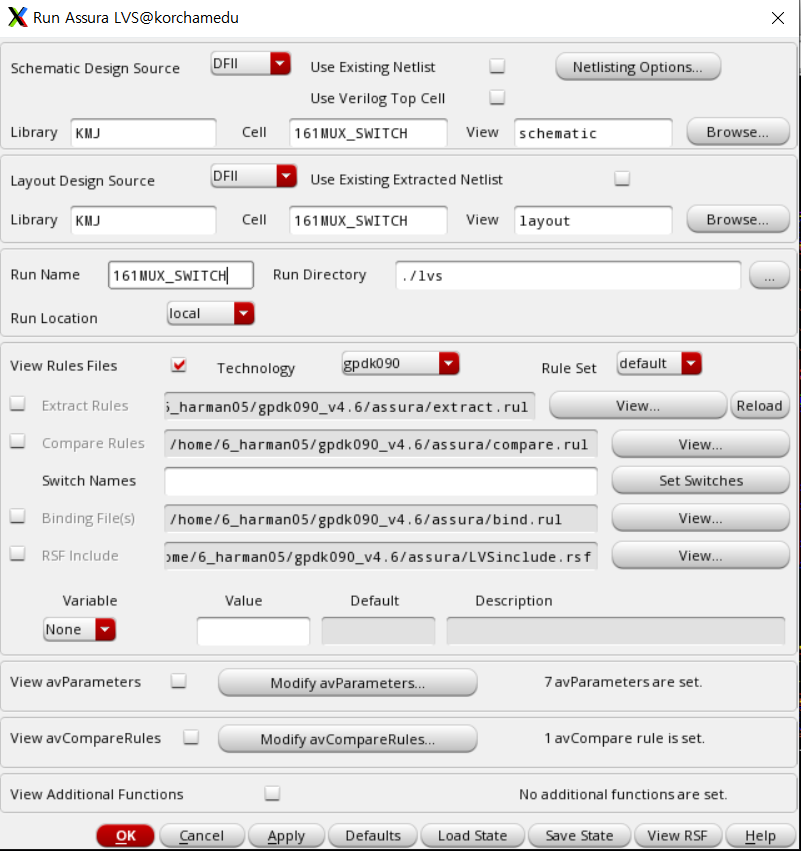 Run Assura LVS@korchamedu
Schematic Design Source DFII Use Existing Netlist Netlisting Options...
Use Verilog Top Cell
Library KMJ Cell 161MUX_SWITCH View schematic Browse...
Layout Design Source DFII Use Existing Extracted Netlist
Library KMJ Cell 161MUX_SWITCH View layout Browse...
Run Name 161MUX_SWITCH Run Directory ./lvs ...
Run Location local
View Rules Files Technology gpdk090 Rule Set default
Extract Rules 6_harman05/gpdk090_v4.6/assura/extract.rul View... Reload
Compare Rules /home/6_harman05/gpdk090_v4.6/assura/compare.rul View...
Switch Names Set Switches
Binding File(s) /home/6_harman05/gpdk090_v4.6/assura/bind.rul View...
RSF Include ome/6_harman05/gpdk090_v4.6/assura/LVSinclude.rsf View...
Variable Value Default Description
None
View avParameters Modify avParameters... 7 avParameters are set.
View avCompareRules Modify avCompareRules... 1 avCompare rule is set.
View Additional Functions No additional functions are set.
OK Cancel Apply Defaults Load State Save State View RSF Help